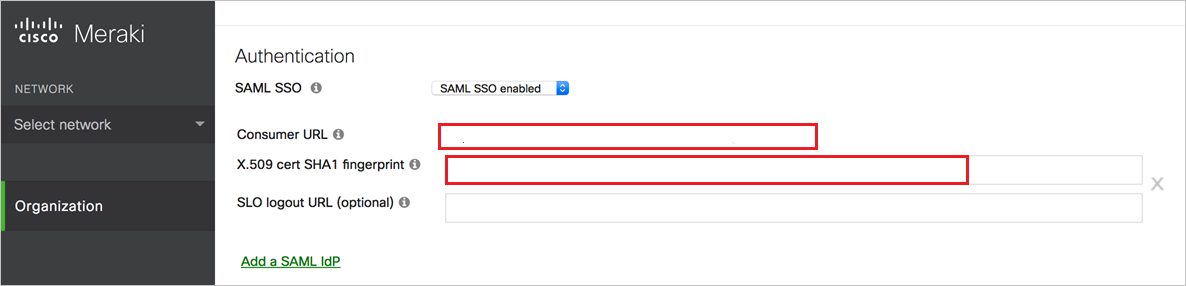 cisco Meraki
NETWORK
Select network
Organization
Authentication
SAML SSO SAML SSO enabled
Consumer URL
X.509 cert SHA1 fingerprint
X
SLO logout URL (optional)
Add a SAML IdP